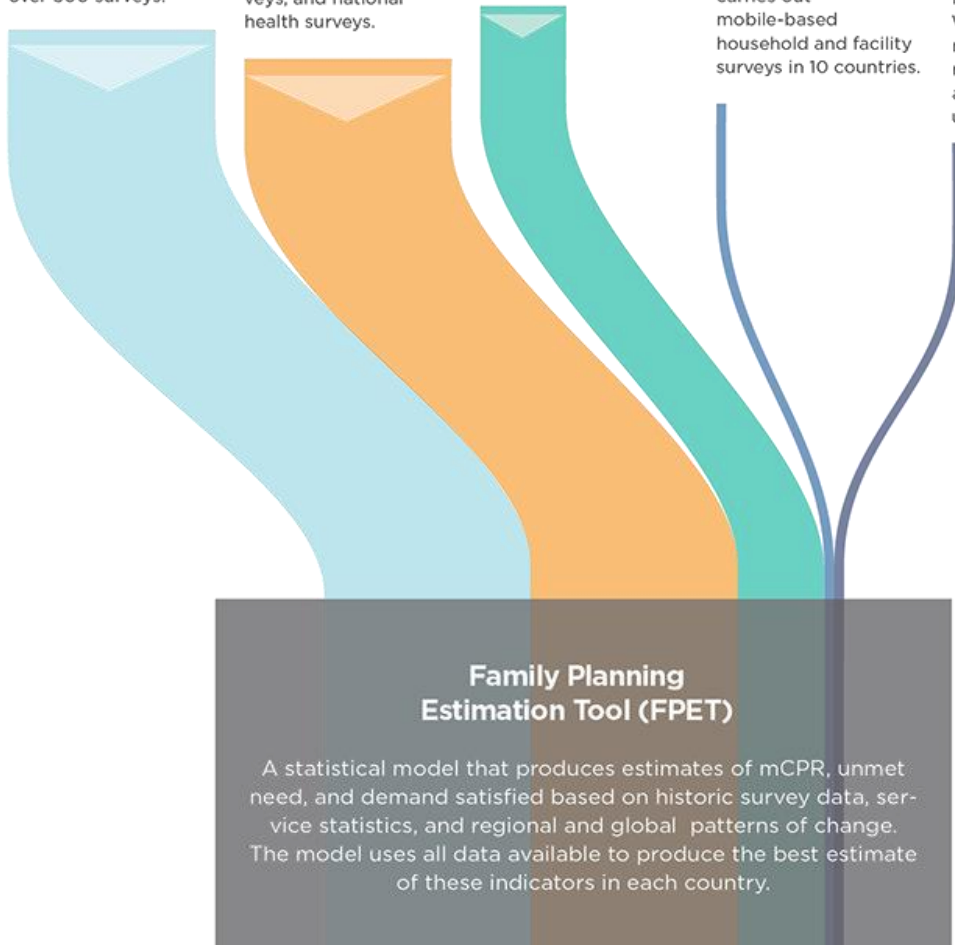 veys, and national
health surveys.
mobile-based
household and facility
surveys in 10 countries.
Family Planning
Estimation Tool (FPET)
A statistical model that produces estimates of mCPR, unmet
need, and demand satisfied based on historic survey data, ser-
vice statistics, and regional and global patterns of change.
The model uses all data available to produce the best estimate
of these indicators in each country.